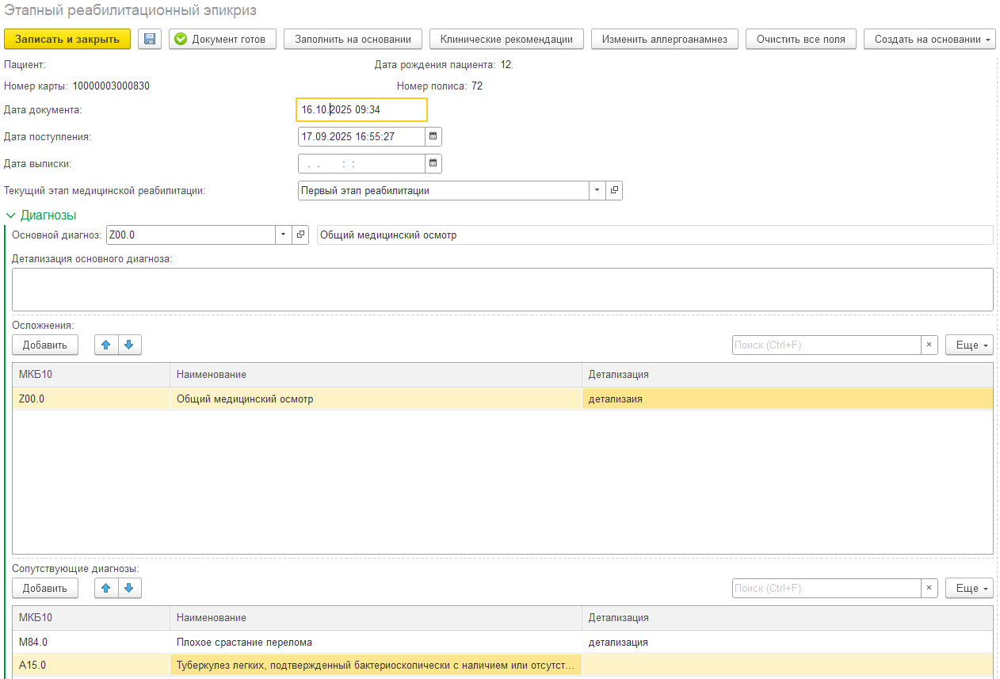 Этапный реабилитационный эпикриз
Записать и закрыть Документ готов Заполнить на основании Клинические рекомендации Изменить аллергоанамнез Очистить все поля Создать на основании
Пациент: Дата рождения пациента: 12.
Номер карты: 10000003000830 Номер полиса: 72
Дата документа: 16.10.2025 09:34
Дата поступления: 17.09.2025 16:55:27
Дата выписки: . . : :
Текущий этап медицинской реабилитации: Первый этап реабилитации
Диагнозы
Основной диагноз: Z00.0 Общий медицинский осмотр
Детализация основного диагноза:
Осложнения:
Добавить Поиск (Ctrl+F) × Еще
МКБ10 Наименование Детализация
Z00.0 Общий медицинский осмотр детализаия
Сопутствующие диагнозы:
Добавить Поиск (Ctrl+F) × Еще
МКБ10 Наименование Детализация
M84.0 Плохое срастание перелома детализация
A15.0 Туберкулез легких, подтвержденный бактериоскопически с наличием или отсутст...